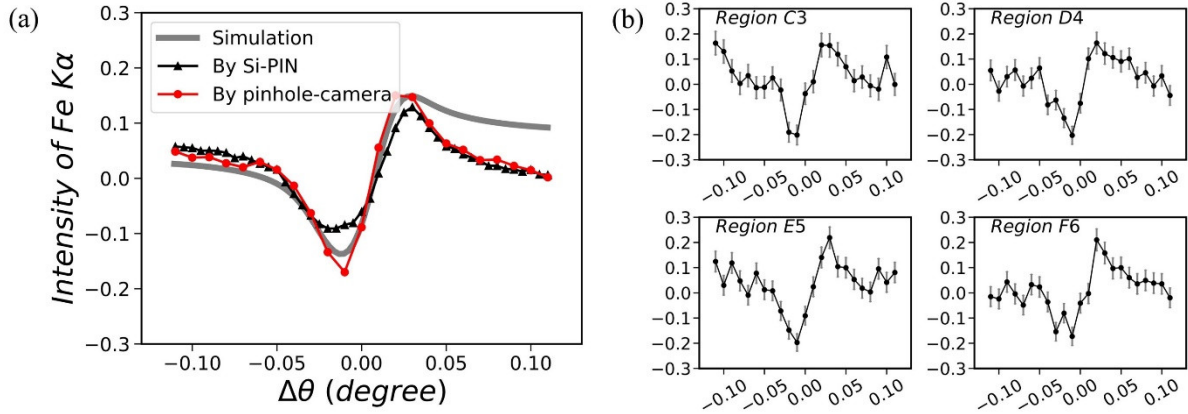 (a)
Intensity of Fe Kα
0.3
0.2
0.1
0.0
−0.1
−0.2
−0.3
Simulation
By Si-PIN
By pinhole-camera
−0.10 −0.05 0.00 0.05 0.10
Δθ (degree)
(b)
Region C3
0.3
0.2
0.1
0.0
−0.1
−0.2
−0.3
−0.10 −0.05 0.00 0.05 0.10
Region D4
0.3
0.2
0.1
0.0
−0.1
−0.2
−0.3
−0.10 −0.05 0.00 0.05 0.10
Region E5
0.3
0.2
0.1
0.0
−0.1
−0.2
−0.3
−0.10 −0.05 0.00 0.05 0.10
Region F6
0.3
0.2
0.1
0.0
−0.1
−0.2
−0.3
−0.10 −0.05 0.00 0.05 0.10